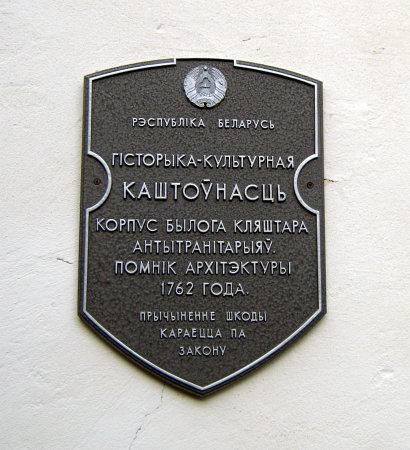 РЭСПУБЛІКА БЕЛАРУСЬ
ГІСТОРЫКА-КУЛЬТУРНАЯ
КАШТОЎНАСЦЬ
КОРПУС БЫЛОГА КЛЯШТАРА
АНТЫТРАНІТАРЫЯЎ.
ПОМНІК АРХІТЭКТУРЫ
1762 ГОДА.
ПРЫЧЫНЕННЕ ШКОДЫ
КАРАЕЦЦА ПА
ЗАКОНУ